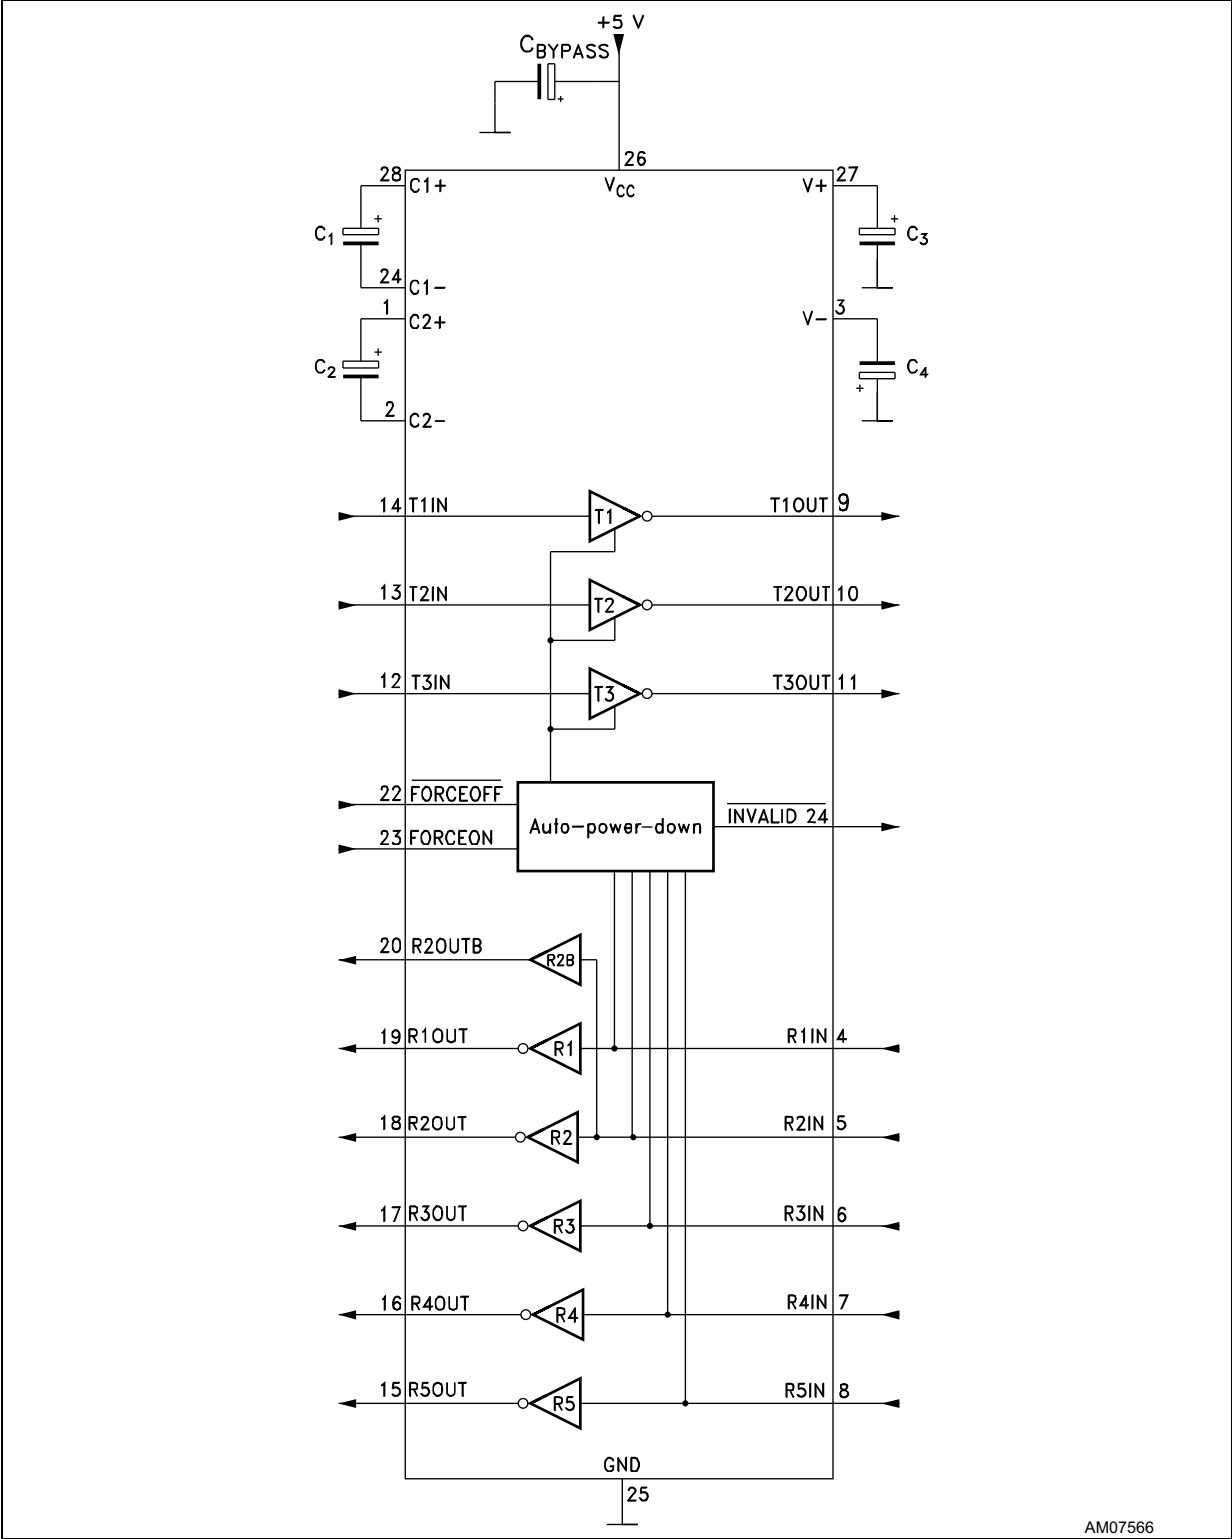 +5 V
CBYPASS
26
28 C1+ VCC V+ 27
C1 + + C3
24 C1-
1 C2+ V- 3
C2 + C4
+
2 C2-
14 T1IN T1 T1OUT 9
13 T2IN T2 T2OUT 10
12 T3IN T3 T3OUT 11
22 FORCEOFF
Auto-power-down INVALID 24
23 FORCEON
20 R2OUTB R2B
19 R1OUT R1 R1IN 4
18 R2OUT R2 R2IN 5
17 R3OUT R3 R3IN 6
16 R4OUT R4 R4IN 7
15 R5OUT R5 R5IN 8
GND
25
AM07566